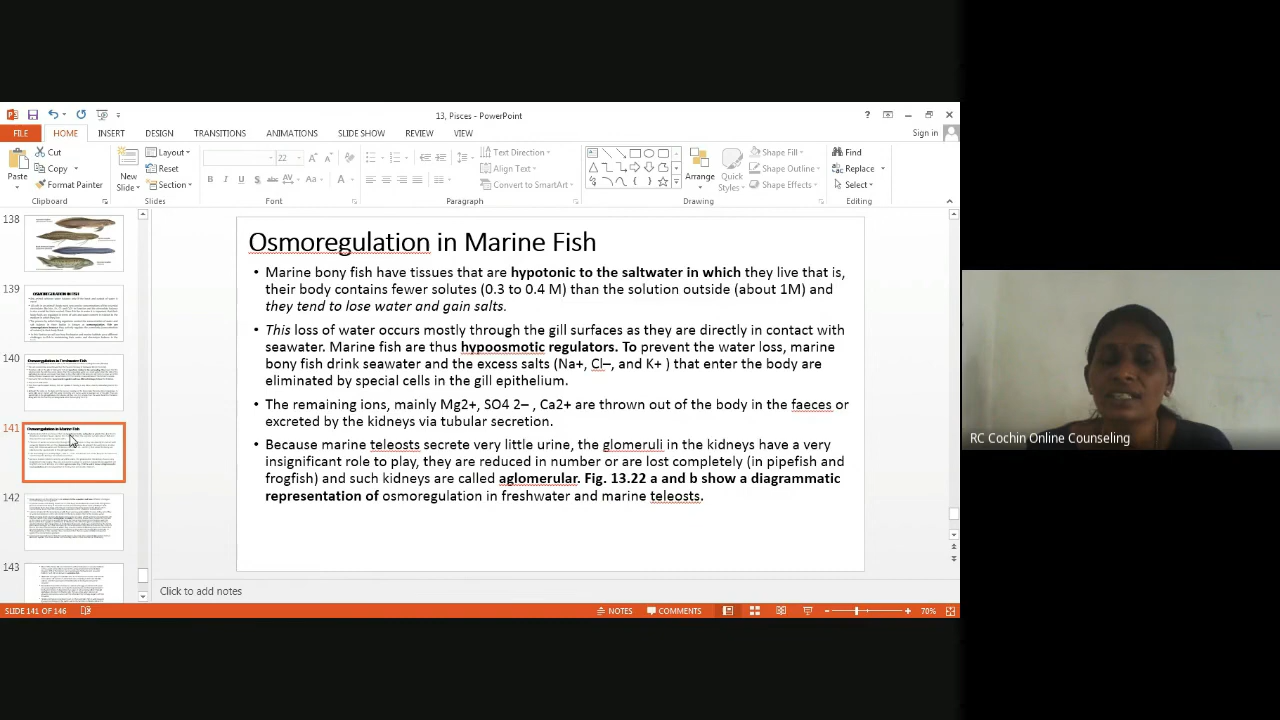 13, Pisces - PowerPoint
Sign in
FILE HOME INSERT DESIGN TRANSITIONS ANIMATIONS SLIDE SHOW REVIEW VIEW
Paste
Cut
Copy
Format Painter
Clipboard
New Slide
Layout
Reset
Section
Slides
22
Font
Text Direction
Align Text
Convert to SmartArt
Paragraph
Arrange
Quick Styles
Shape Fill
Shape Outline
Shape Effects
Drawing
Find
Replace
Select
Editing
138
139
140
Osmoregulation in Freshwater Fish
141
Osmoregulation in Marine Fish
142
143
Osmoregulation in Marine Fish
• Marine bony fish have tissues that are hypotonic to the saltwater in which they live that is,
their body contains fewer solute (0.3 to 0.4 M) than the solution outside (about 1M) and
they tend to lose water and gain salts.
• This loss of water occurs mostly through the gill surfaces as they are directly in contact with
seawater. Marine fish are thus hypoosmotic regulators. To prevent the water loss, marine
bony fish drink seawater and the excess salts (Na+, Cl–, and K+ ) that enter the body are
eliminated by special cells in the gill epithelium.
• The remaining ions, mainly Mg2+, SO4 2– , Ca2+ are thrown out of the body in the faeces or
excreted by the kidneys via tubular secretion.
• Because marine teleosts excrete very little urine, the glomeruli in the kidneys have a very
insignificant role to play, they are reduced in number or are lost completely (in pipefish and
frogfish) and such kidneys are called aglomerular. Fig. 13.22 a and b show a diagrammatic
representation of osmoregulation in freshwater and marine teleosts.
Click to add notes
SLIDE 141 OF 146
NOTES
COMMENTS
70%
RC Cochin Online Counseling